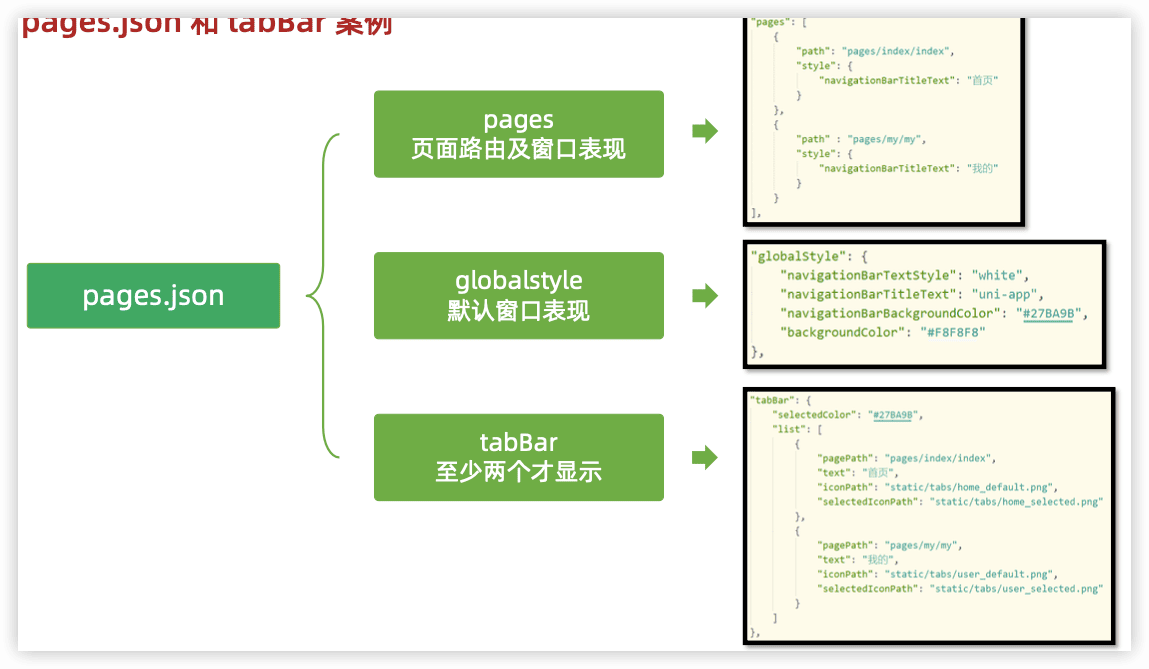 pages.json 和 tabBar 案例
pages.json
pages
页面路由及窗口表现
"pages": [
{
"path": "pages/index/index",
"style": {
"navigationBarTitleText": "首页"
}
},
{
"path" : "pages/my/my",
"style": {
"navigationBarTitleText": "我的"
}
}
],
globalstyle
默认窗口表现
"globalStyle": {
"navigationBarTextStyle": "white",
"navigationBarTitleText": "uni-app",
"navigationBarBackgroundColor": "#27BA9B",
"backgroundColor": "#F8F8F8"
},
tabBar
至少两个才显示
"tabBar": {
"selectedColor": "#27BA9B",
"list": [
{
"pagePath": "pages/index/index",
"text": "首页",
"iconPath": "static/tabs/home_default.png",
"selectedIconPath": "static/tabs/home_selected.png"
},
{
"pagePath": "pages/my/my",
"text": "我的",
"iconPath": "static/tabs/user_default.png",
"selectedIconPath": "static/tabs/user_selected.png"
}
]
},